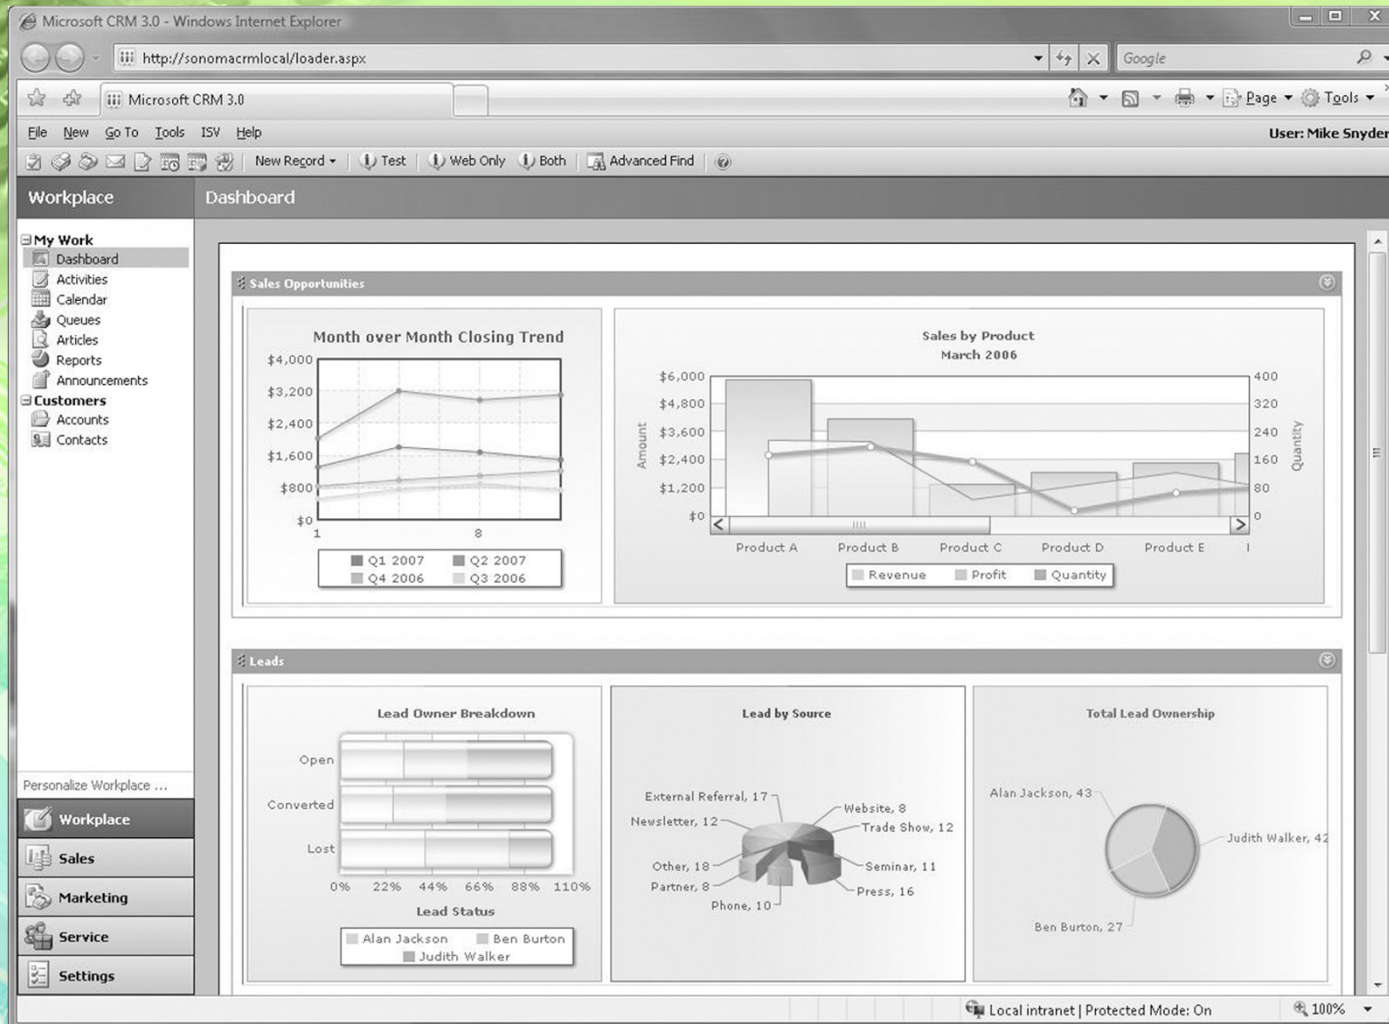 Microsoft CRM 3.0 - Windows Internet Explorer
http://sonomacrmlocal/loader.aspx
Google
Microsoft CRM 3.0
Page
Tools
File New Go To Tools ISV Help
User: Mike Snyder
New Record Test Web Only Both Advanced Find
Workplace
Dashboard
My Work
Dashboard
Activities
Calendar
Queues
Articles
Reports
Announcements
Customers
Accounts
Contacts
Personalize Workplace ...
Workplace
Sales
Marketing
Service
Settings
Sales Opportunities
Month over Month Closing Trend
$4,000
$3,200
$2,400
$1,600
$800
$0
1 8
Q1 2007 Q2 2007
Q4 2006 Q3 2006
Sales by Product
March 2006
Amount
$6,000
$4,800
$3,600
$2,400
$1,200
$0
400
320
240
160
80
0
Quantity
Product A Product B Product C Product D Product E
Revenue Profit Quantity
Leads
Lead Owner Breakdown
Open
Converted
Lost
0% 22% 44% 66% 88% 110%
Lead Status
Alan Jackson Ben Burton
Judith Walker
Lead by Source
External Referral, 17
Website, 8
Newsletter, 12
Trade Show, 12
Other, 18
Seminar, 11
Partner, 8
Press, 16
Phone, 10
Total Lead Ownership
Alan Jackson, 43
Judith Walker, 42
Ben Burton, 27
Local intranet | Protected Mode: On
100%